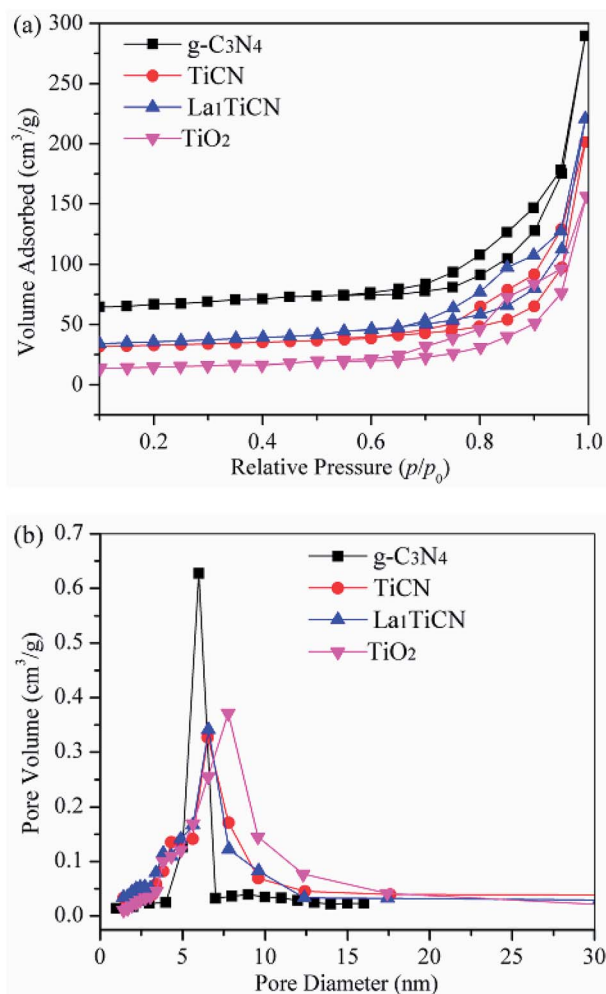 (a)
300
250
200
150
100
50
0
Volume Adsorbed (cm³/g)
g-C₃N₄
TiCN
La₁TiCN
TiO₂
0.2 0.4 0.6 0.8 1.0
Relative Pressure (p/p₀)
(b)
0.7
0.6
0.5
0.4
0.3
0.2
0.1
0.0
Pore Volume (cm³/g)
g-C₃N₄
TiCN
La₁TiCN
TiO₂
0 5 10 15 20 25 30
Pore Diameter (nm)